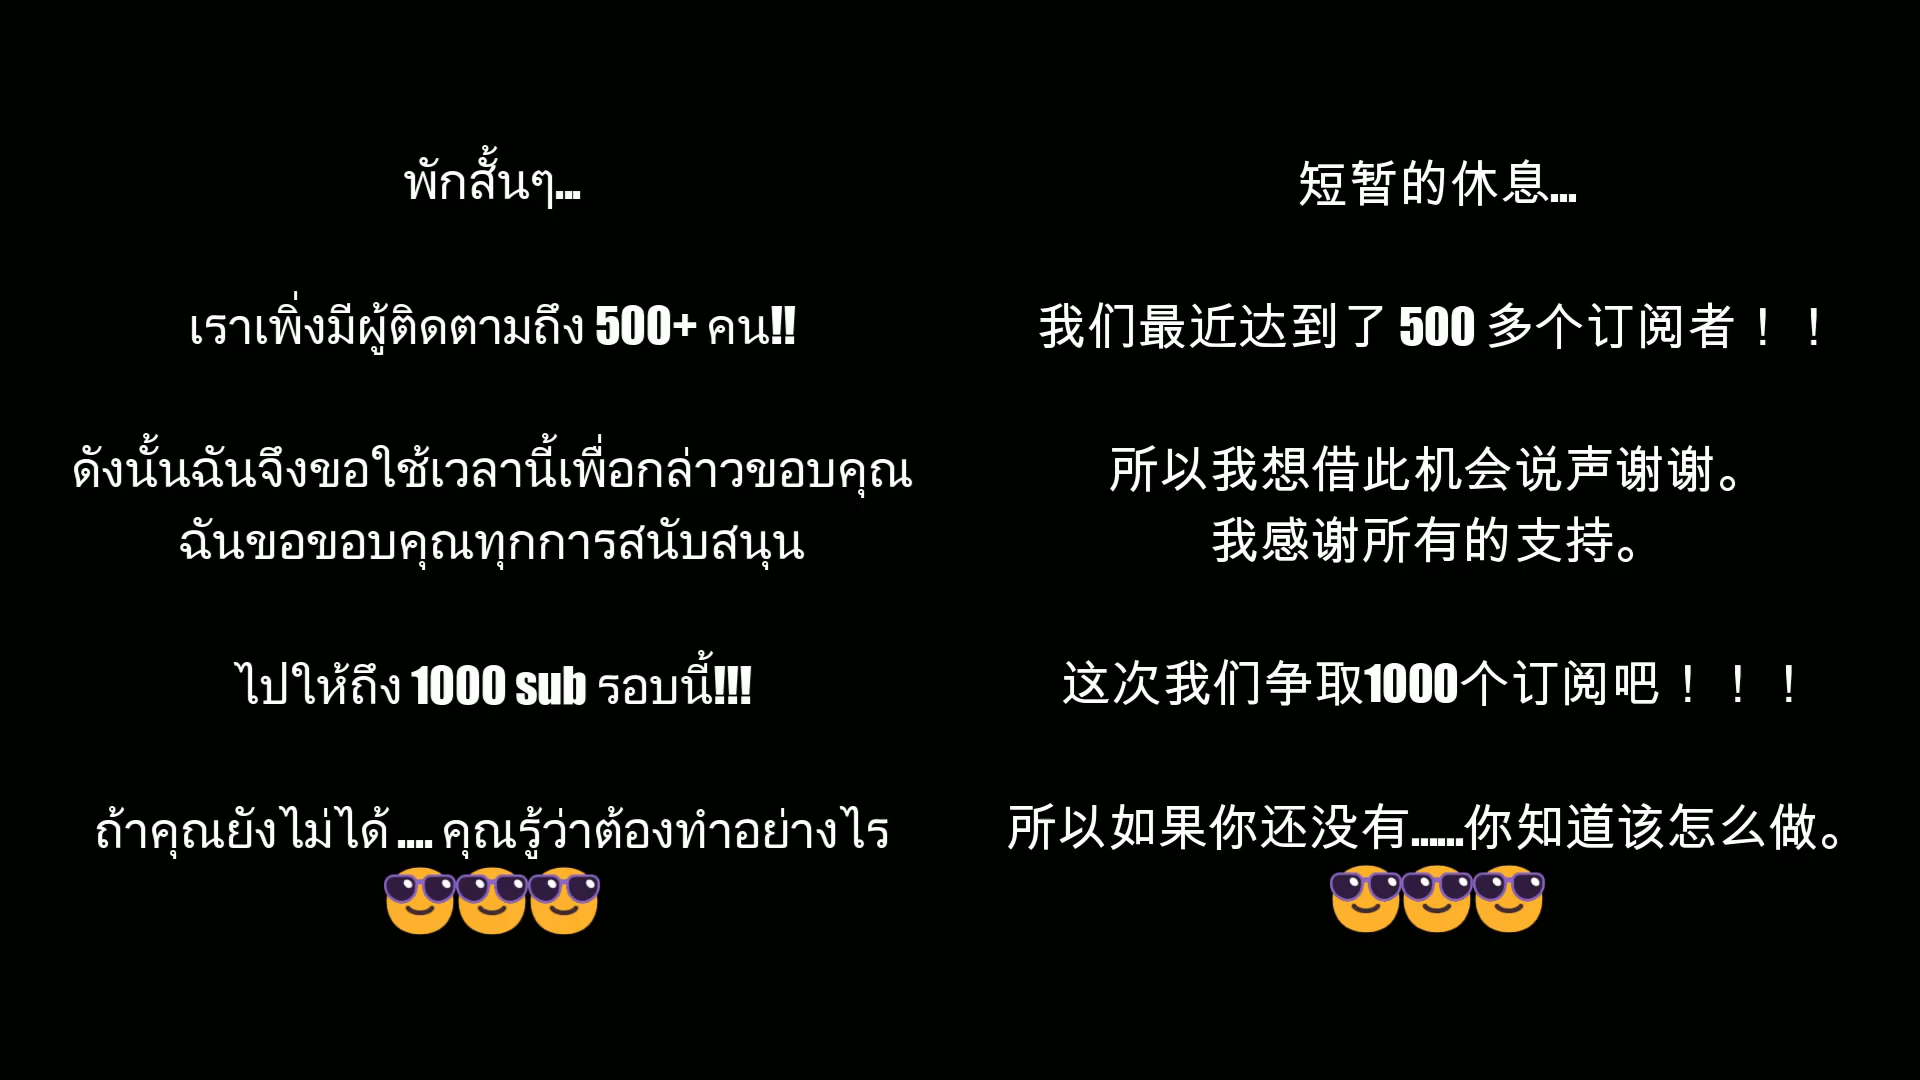 พักสั้นๆ...
เราเพิ่งมีผู้ติดตามถึง 500+ คน!!
ดังนั้นฉันจึงขอใช้เวลานี้เพื่อกล่าวขอบคุณ
ฉันขอขอบคุณทุกการสนับสนุน
ไปให้ถึง 1000 sub รอบนี้!!!
ถ้าคุณยังไม่ได้ .... คุณรู้ว่าต้องทำอย่างไร
😎😎😎
短暂的休息...
我们最近达到了 500 多个订阅者！！
所以我想借此机会说声谢谢。
我感谢所有的支持。
这次我们争取1000个订阅吧！！！
所以如果你还没有......你知道该怎么做。
😎😎😎